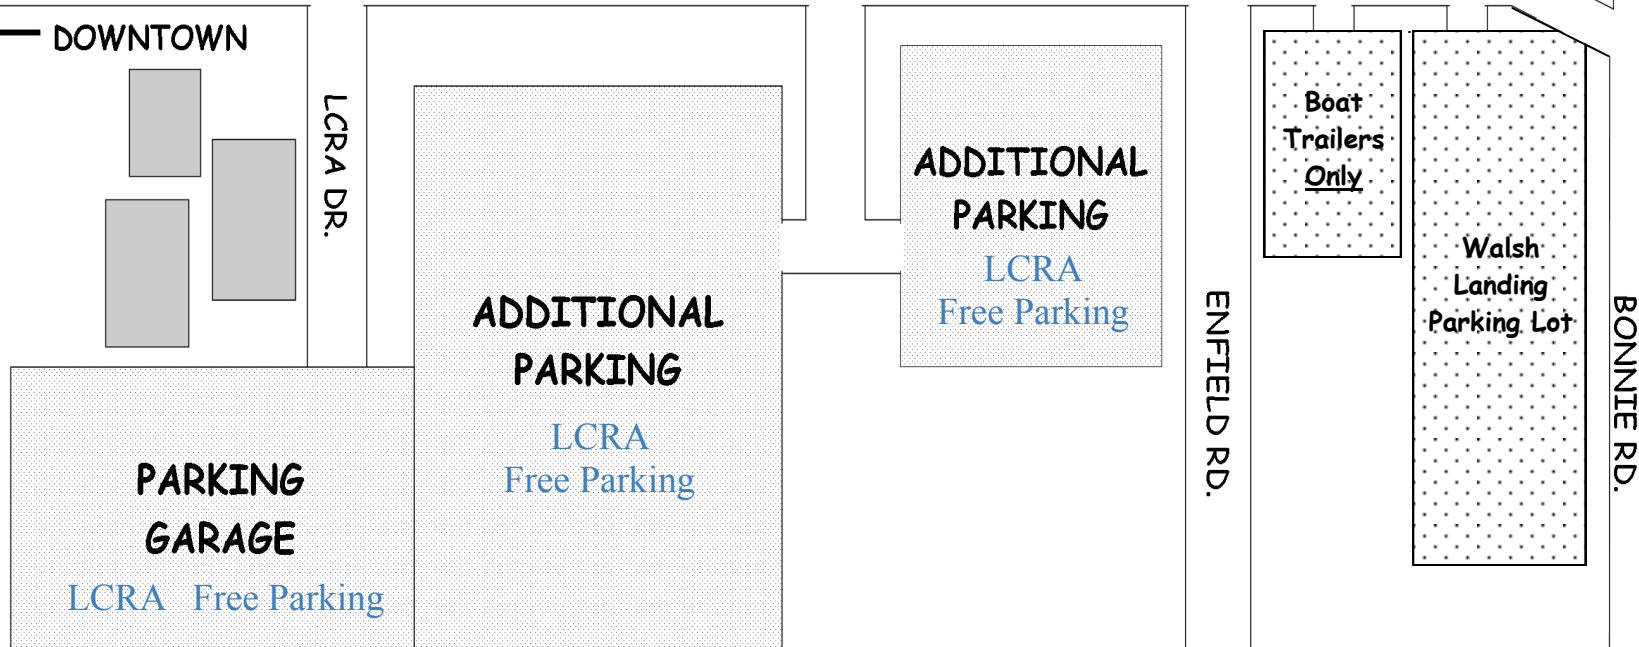 DOWNTOWN
LCRA DR.
PARKING
GARAGE
LCRA Free Parking
ADDITIONAL
PARKING
LCRA
Free Parking
ADDITIONAL
PARKING
LCRA
Free Parking
ENFIELD RD.
Boat
Trailers
Only
Walsh
Landing
Parking Lot
BONNIE RD.